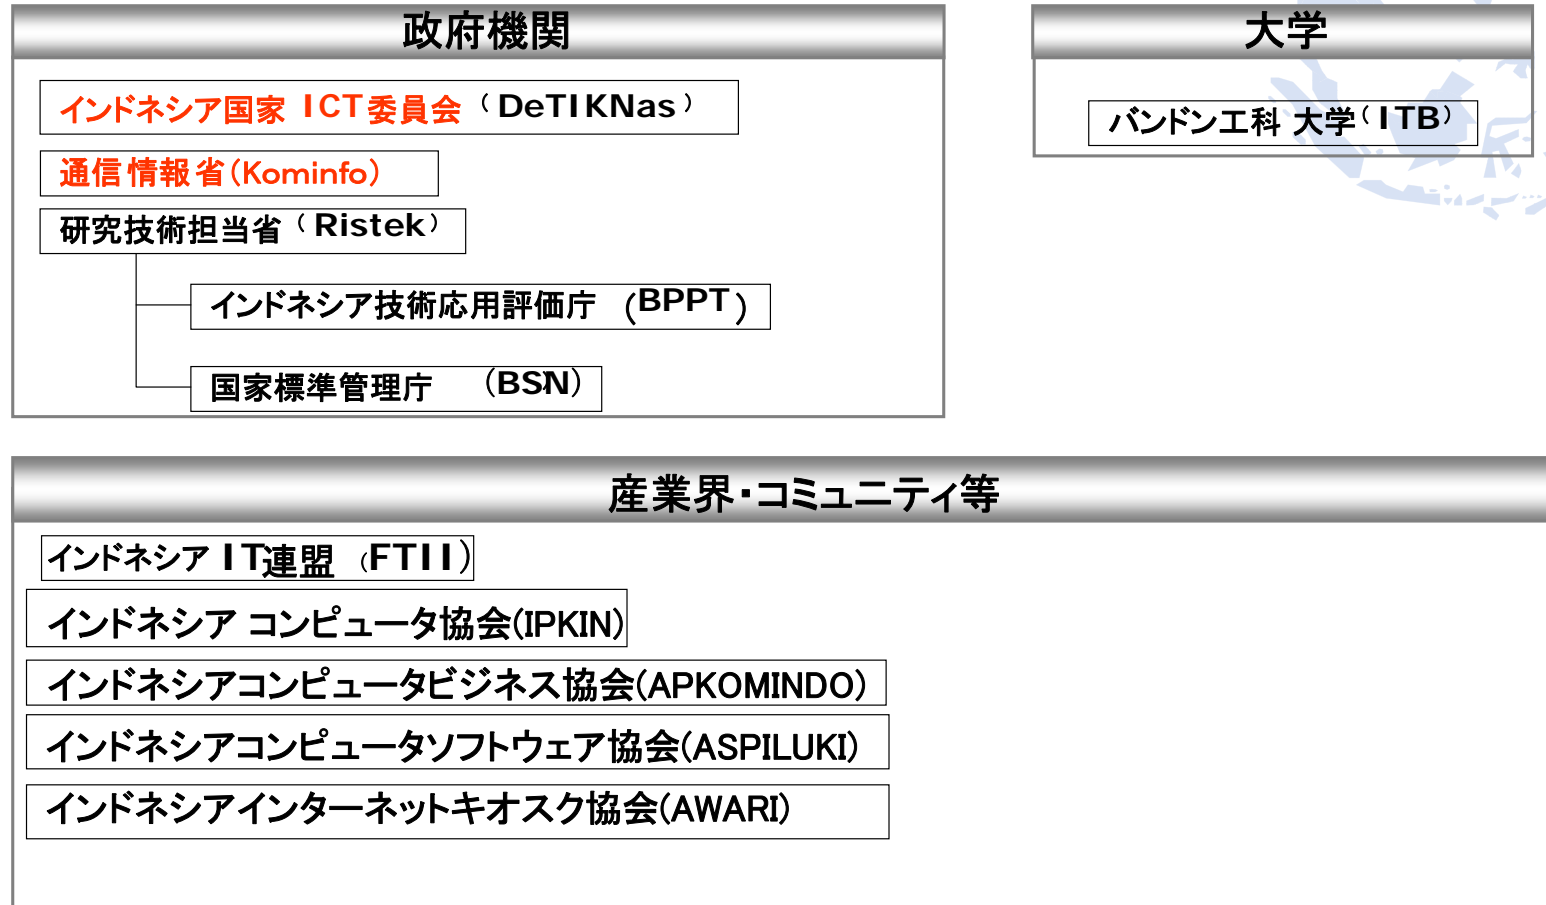 政府機関
インドネシア国家 ICT委員会（DeTIKNas）
通信情報省(Kominfo)
研究技術担当省（Ristek）
インドネシア技術応用評価庁 (BPPT)
国家標準管理庁 (BSN)
大学
バンドン工科大学(ITB)
産業界・コミュニティ等
インドネシア IT連盟 (FTII)
インドネシア コンピュータ協会(IPKIN)
インドネシアコンピュータビジネス協会(APKOMINDO)
インドネシアコンピュータソフトウェア協会(ASPILUKI)
インドネシアインターネットキオスク協会(AWARI)